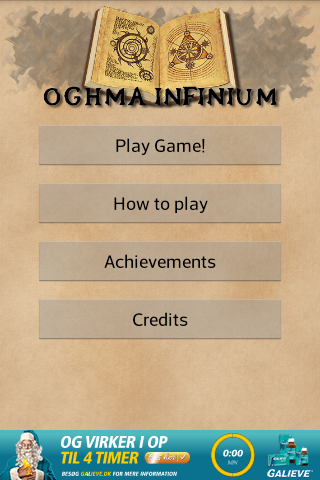 OGHMA INFINIUM
Play Game!
How to play
Achievements
Credits
OG VIRKER I OP
TIL 4 TIMER
BESØG GALIEVE.DK FOR MERE INFORMATION
0:00
MIN
GALIEVE